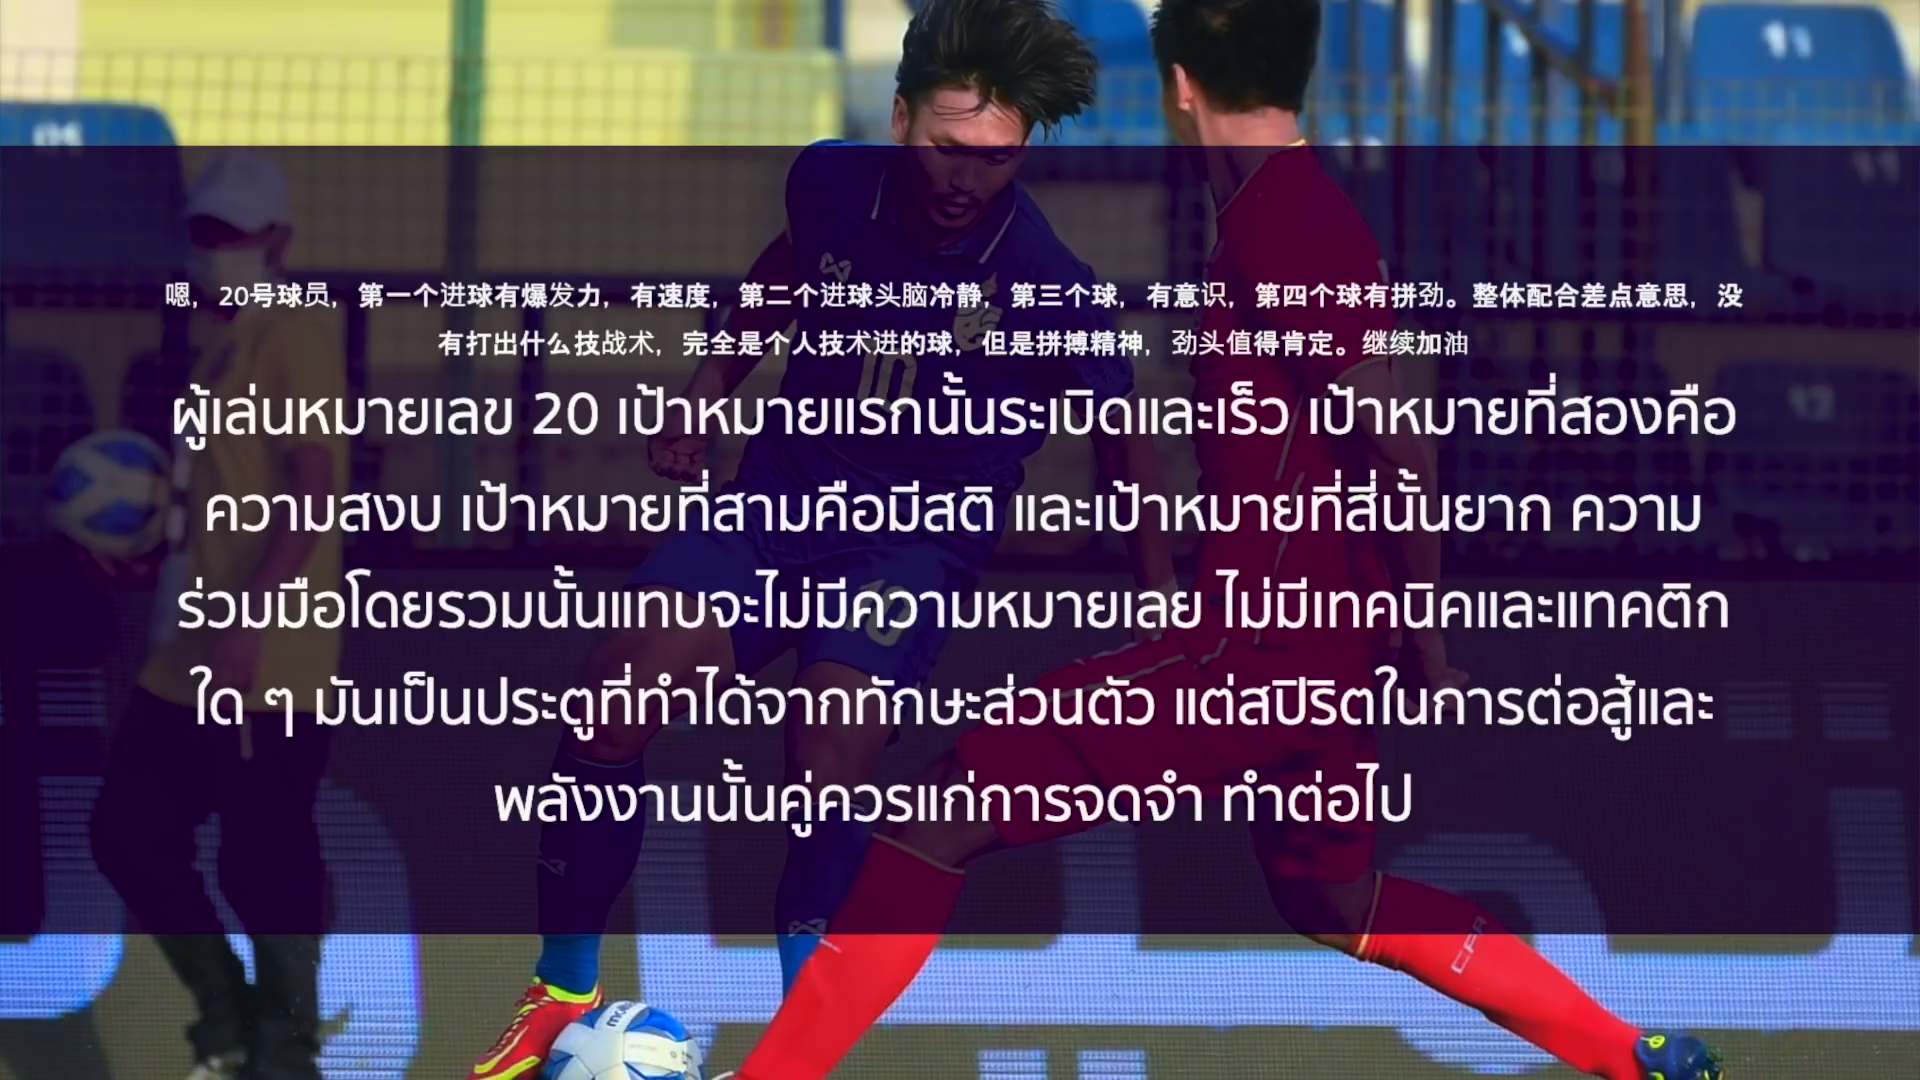 嗯，20号球员，第一个进球有爆发力，有速度，第二个进球头脑冷静，第三个球，有意识，第四个球有拼劲。整体配合差点意思，没
有打出什么技战术，完全是个人技术进的球，但是拼搏精神，劲头值得肯定。继续加油
ผู้เล่นหมายเลข 20 เป้าหมายแรกนั้นระเบิดและเร็ว เป้าหมายที่สองคือ
ความสงบ เป้าหมายที่สามคือมีสติ และเป้าหมายที่สี่นั้นยาก ความ
ร่วมมือโดยรวมนั้นแทบจะไม่มีความหมายเลย ไม่มีเทคนิคและแทคติก
ใด ๆ มันเป็นประตูที่ทำได้จากทักษะส่วนตัว แต่สปิริตในการต่อสู้และ
พลังงานนั้นคู่ควรแก่การจดจำ ทำต่อไป
10
10
CFA